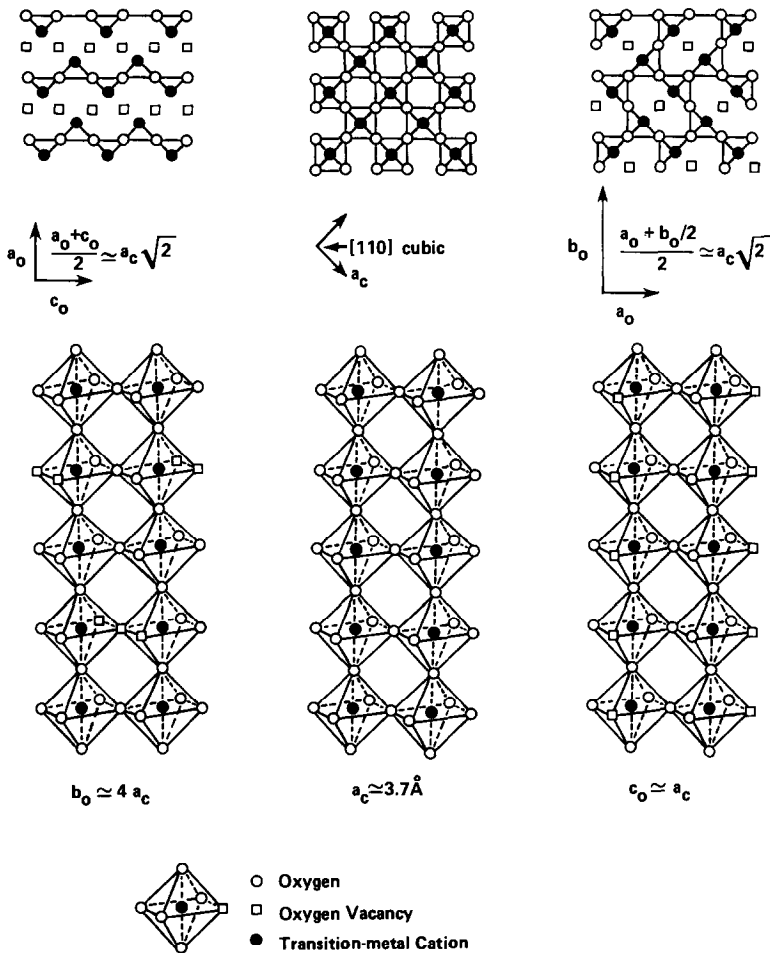 a_o
(a_o + c_o)/2 ≃ a_c √2
c_o
[110] cubic
a_c
b_o
(a_o + b_o/2)/2 ≃ a_c √2
a_o
b_o ≃ 4 a_c
a_c ≃ 3.7Å
c_o ≃ a_c
Oxygen
Oxygen Vacancy
Transition-metal Cation